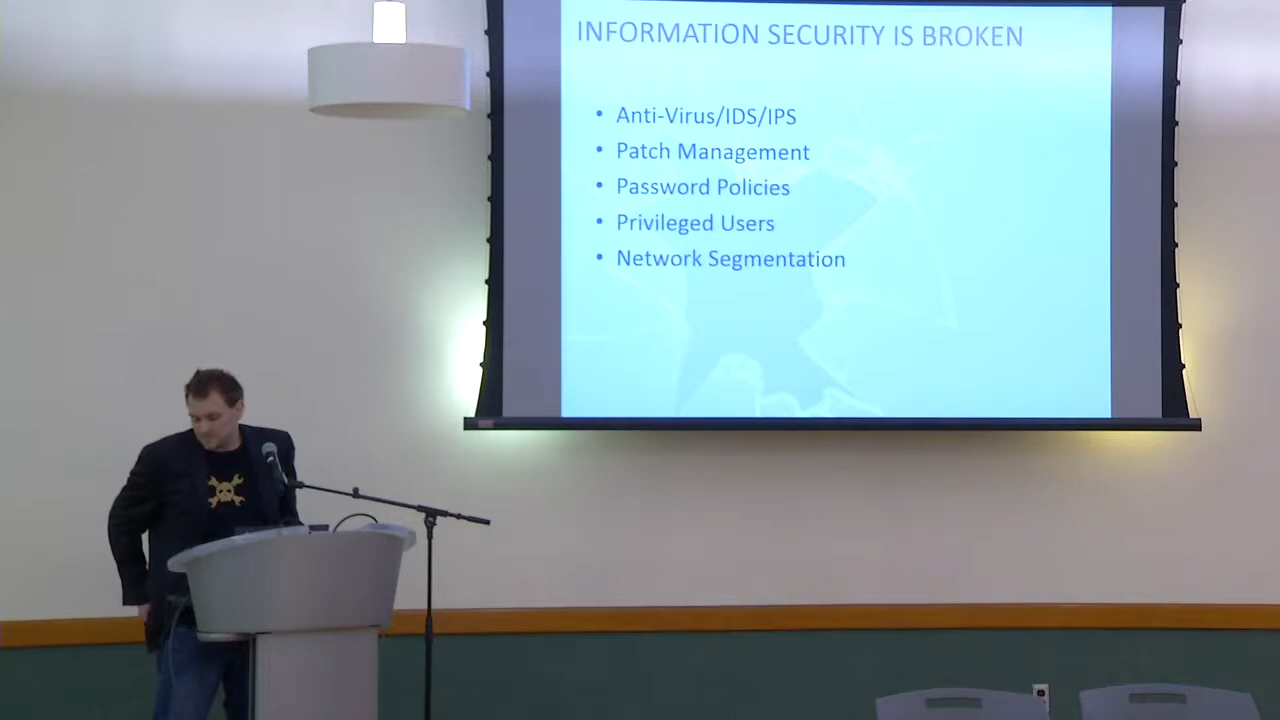 INFORMATION SECURITY IS BROKEN
• Anti-Virus/IDS/IPS
• Patch Management
• Password Policies
• Privileged Users
• Network Segmentation